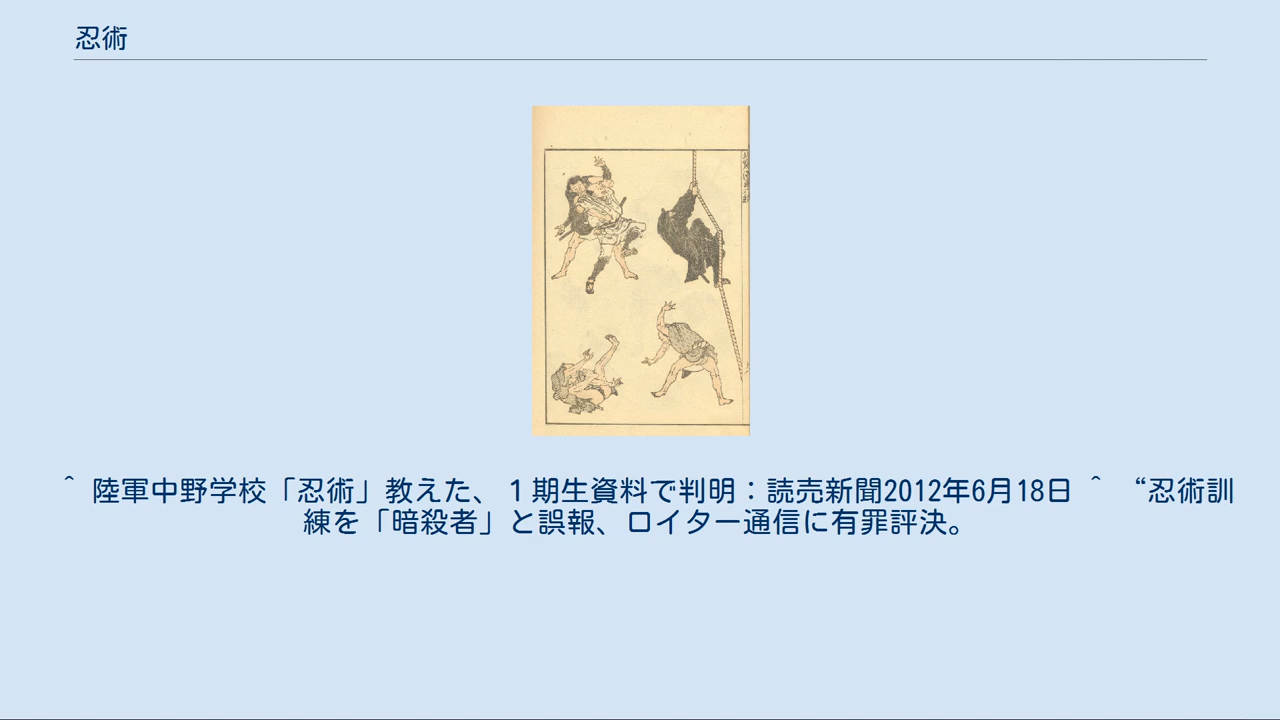 忍術
^ 陸軍中野学校「忍術」教えた、１期生資料で判明：読売新聞2012年6月18日 ^ “忍術訓
練を「暗殺者」と誤報、ロイター通信に有罪評決。